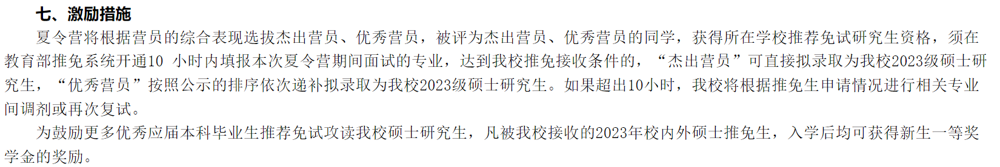 七、激励措施
夏令营将根据营员的综合表现选拔杰出营员、优秀营员，被评为杰出营员、优秀营员的同学，获得所在学校推荐免试研究生资格，须在
教育部推免系统开通10 小时内填报本次夏令营期间面试的专业，达到我校推免接收条件的，“杰出营员”可直接拟录取为我校2023级硕士研
究生，“优秀营员”按照公示的排序依次递补拟录取为我校2023级硕士研究生。如果超出10小时，我校将根据推免生申请情况进行相关专业
间调剂或再次复试。
为鼓励更多优秀应届本科毕业生推荐免试攻读我校硕士研究生，凡被我校接收的2023年校内外硕士推免生，入学后均可获得新生一等奖
学金的奖励。